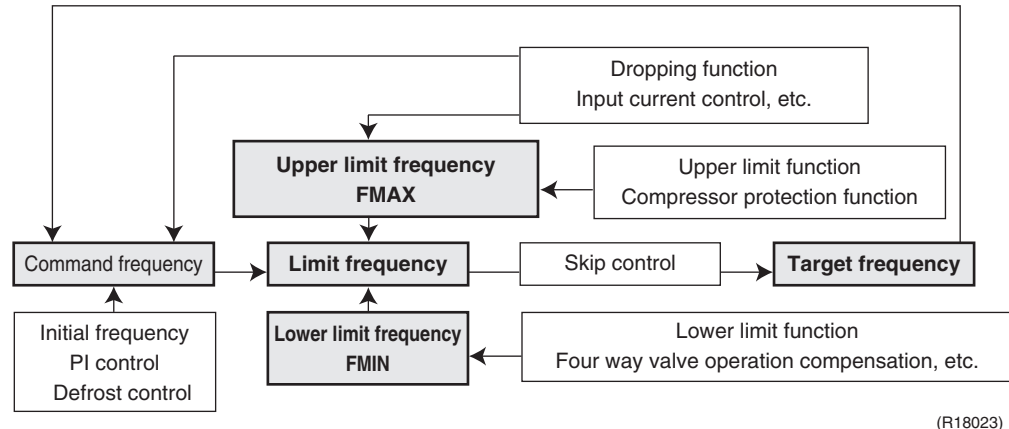 Dropping function
Input current control, etc.
Upper limit frequency
FMAX
Upper limit function
Compressor protection function
Command frequency
Limit frequency
Skip control
Target frequency
Initial frequency
PI control
Defrost control
Lower limit frequency
FMIN
Lower limit function
Four way valve operation compensation, etc.
(R18023)